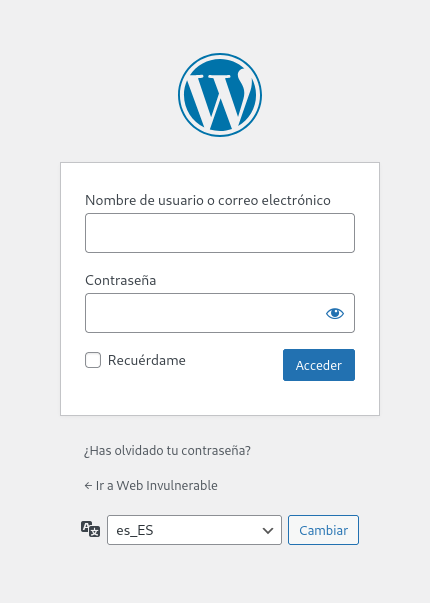 Nombre de usuario o correo electrónico
Contraseña
Recuérdame
Acceder
¿Has olvidado tu contraseña?
← Ir a Web Invulnerable
es_ES
Cambiar